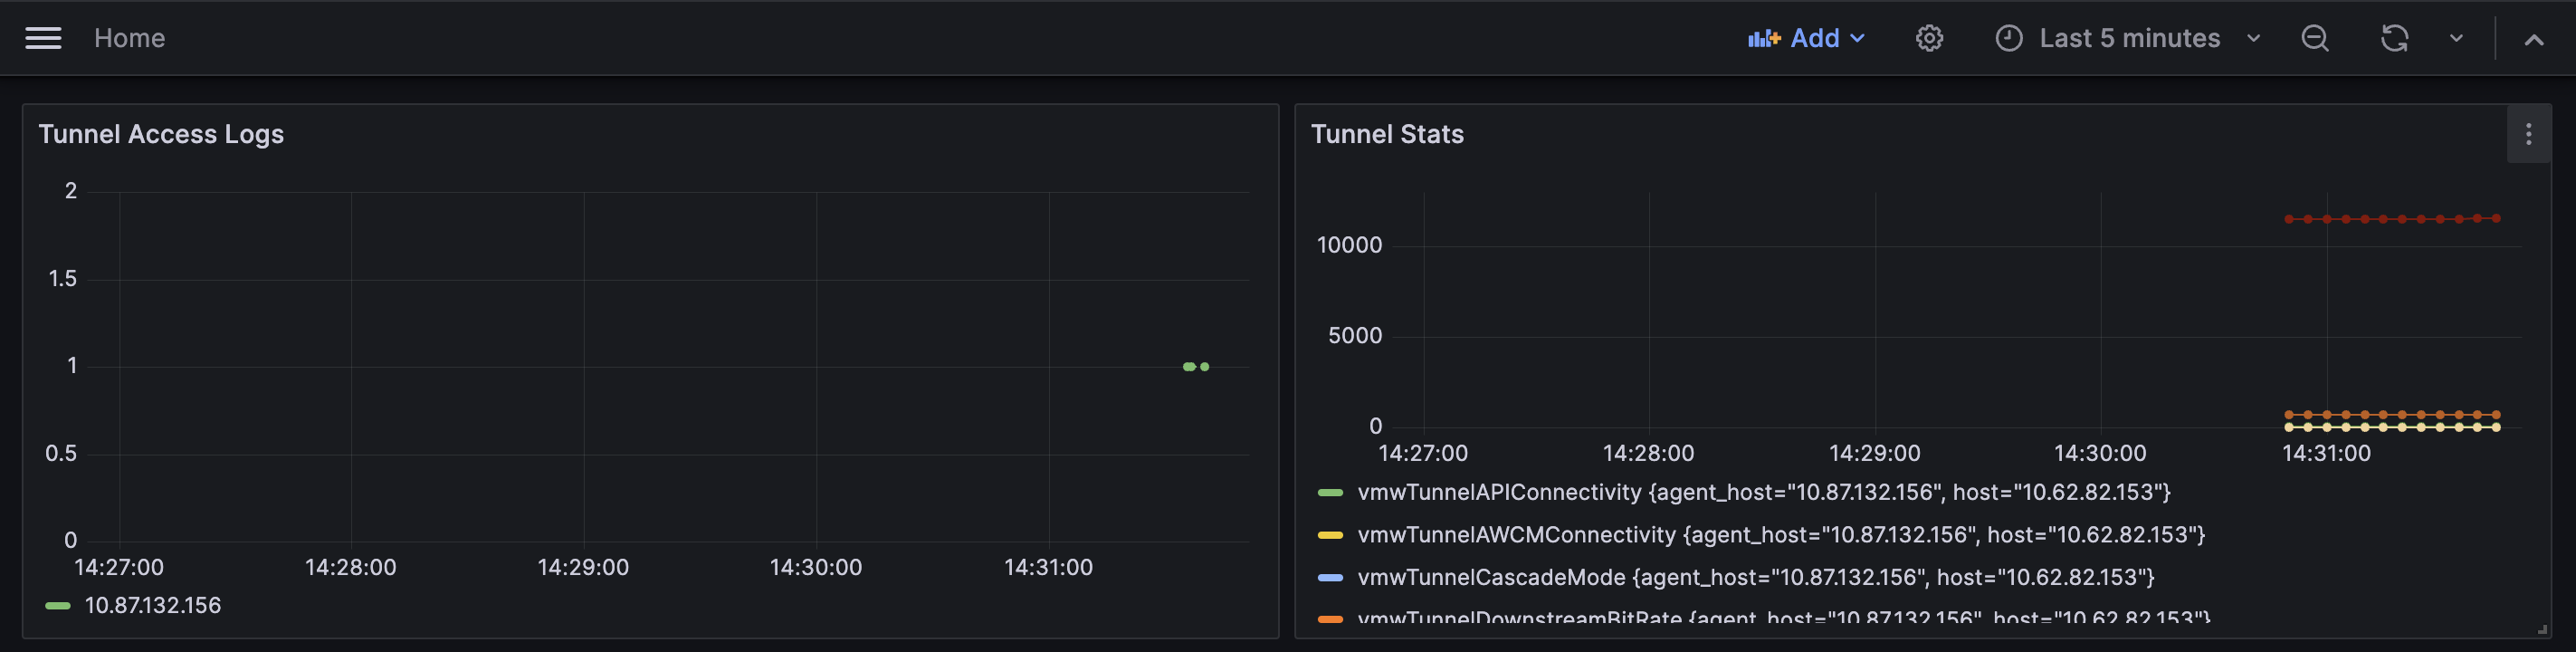 Home
Add
Last 5 minutes
Tunnel Access Logs
2
1.5
1
0.5
0
14:27:00 14:28:00 14:29:00 14:30:00 14:31:00
10.87.132.156
Tunnel Stats
10000
5000
0
14:27:00 14:28:00 14:29:00 14:30:00 14:31:00
vmwTunnelAPIConnectivity {agent_host="10.87.132.156", host="10.62.82.153"}
vmwTunnelAWCMConnectivity {agent_host="10.87.132.156", host="10.62.82.153"}
vmwTunnelCascadeMode {agent_host="10.87.132.156", host="10.62.82.153"}
vmwTunnelDownstreamBitRate {agent_host="10.87.132.156", host="10.62.82.153"}